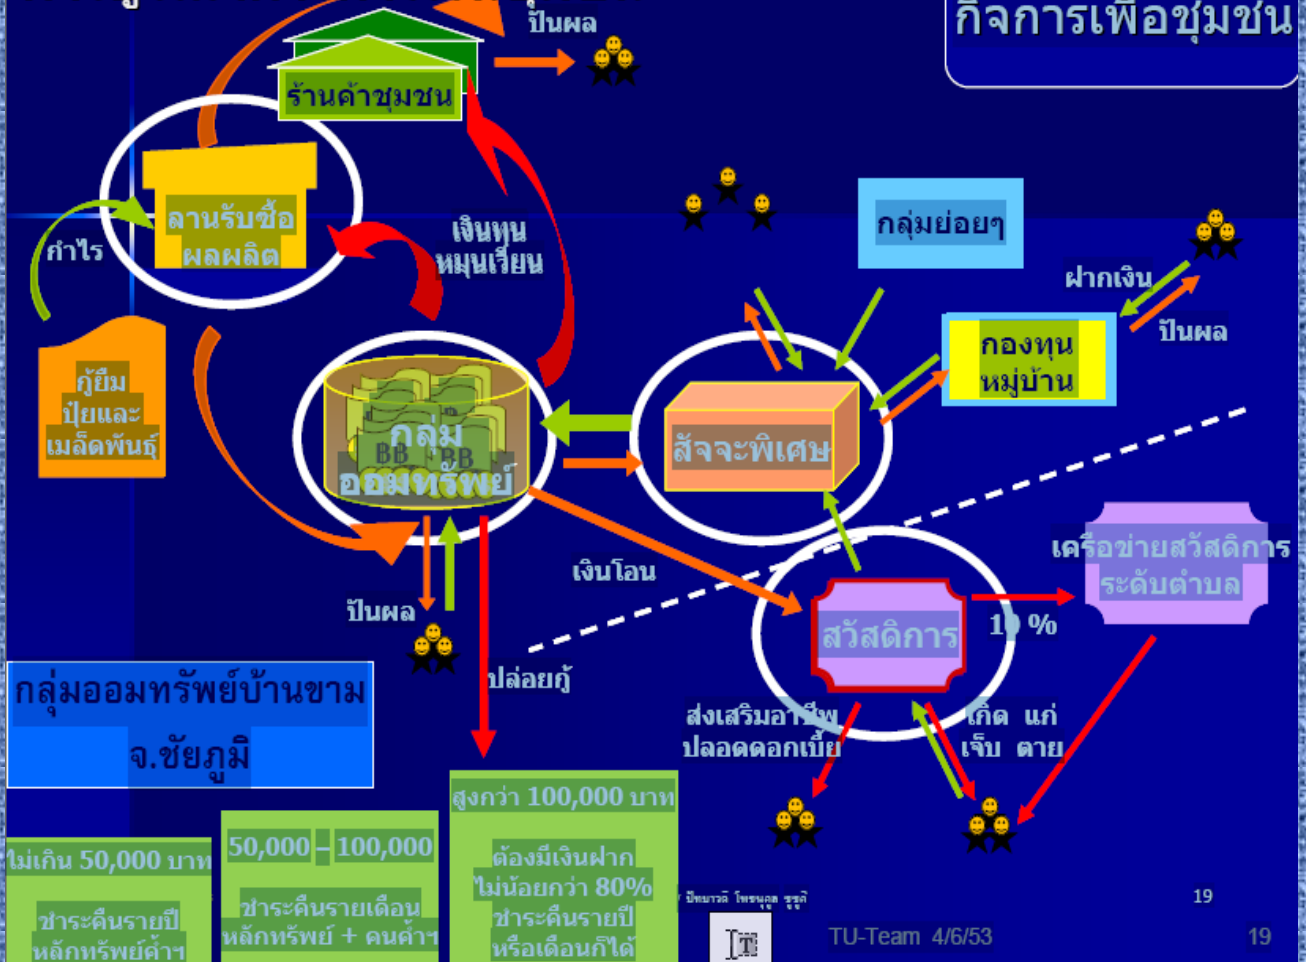 กิจการเพื่อชุมชน
ปันผล
ร้านค้าชุมชน
ลานรับซื้อ
ผลผลิต
กำไร
เงินทุน
หมุนเวียน
กลุ่มย่อยๆ
ฝากเงิน
ปันผล
กองทุน
หมู่บ้าน
กู้ยืม
ปุ๋ยและ
เมล็ดพันธุ์
กลุ่ม
ออมทรัพย์
สัจจะพิเศษ
เครือข่ายสวัสดิการ
ระดับตำบล
เงินโอน
ปันผล
สวัสดิการ
10 %
ปล่อยกู้
กลุ่มออมทรัพย์บ้านขาม
จ.ชัยภูมิ
ส่งเสริมอาชีพ
ปลอดดอกเบี้ย
เกิด แก่
เจ็บ ตาย
ไม่เกิน 50,000 บาท
ชำระคืนรายปี
หลักทรัพย์ค้ำฯ
50,000 – 100,000
ชำระคืนรายเดือน
หลักทรัพย์ + คนค้ำฯ
สูงกว่า 100,000 บาท
ต้องมีเงินฝาก
ไม่น้อยกว่า 80%
ชำระคืนรายปี
หรือเดือนก็ได้
19
TU-Team 4/6/53
19